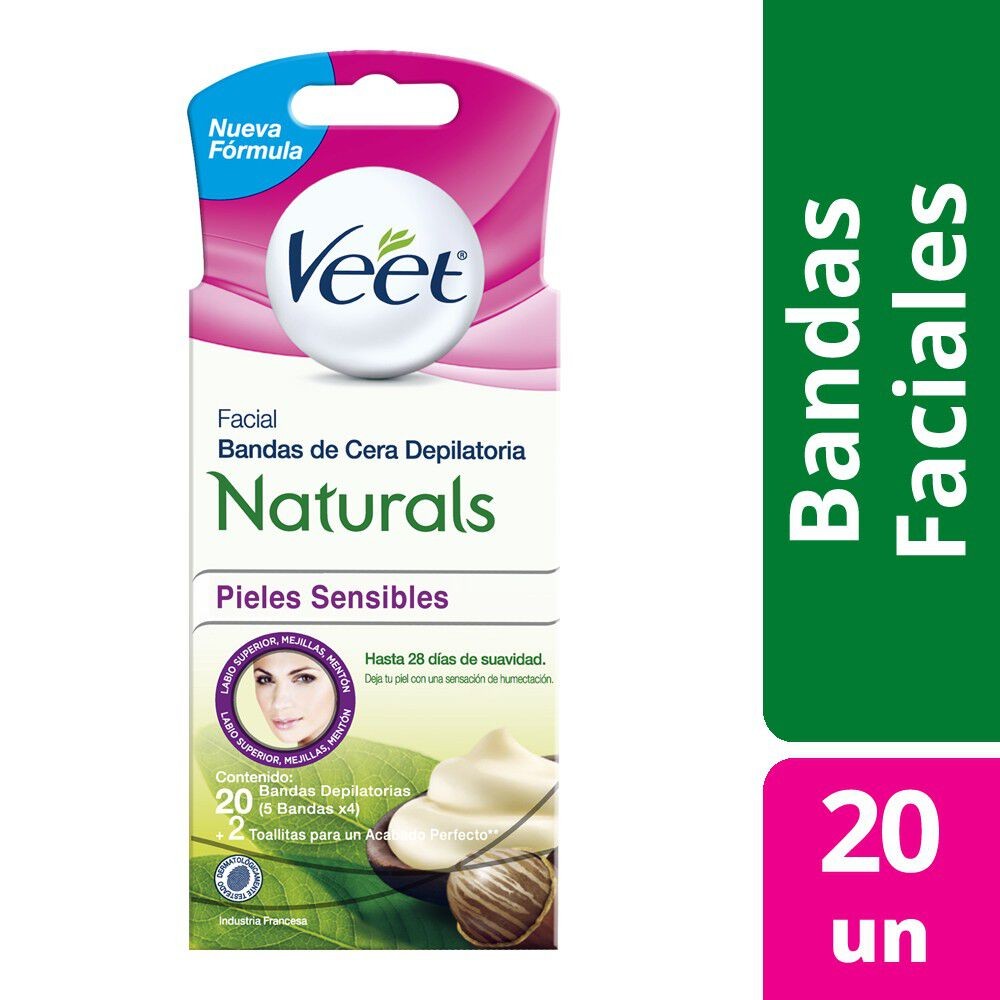 Nueva
Fórmula
Veet®
Facial
Bandas de Cera Depilatoria
Naturals
Pieles Sensibles
LABIO SUPERIOR, MEJILLAS, MENTÓN
LABIO SUPERIOR, MEJILLAS, MENTÓN
Hasta 28 días de suavidad.
Deja tu piel con una sensación de humectación.
Contenido:
20 Bandas Depilatorias
(5 Bandas x4)
+2 Toallitas para un Acabado Perfecto**
DERMATOLÓGICAMENTE TESTEADO
Industria Francesa
Bandas
Faciales
20
un